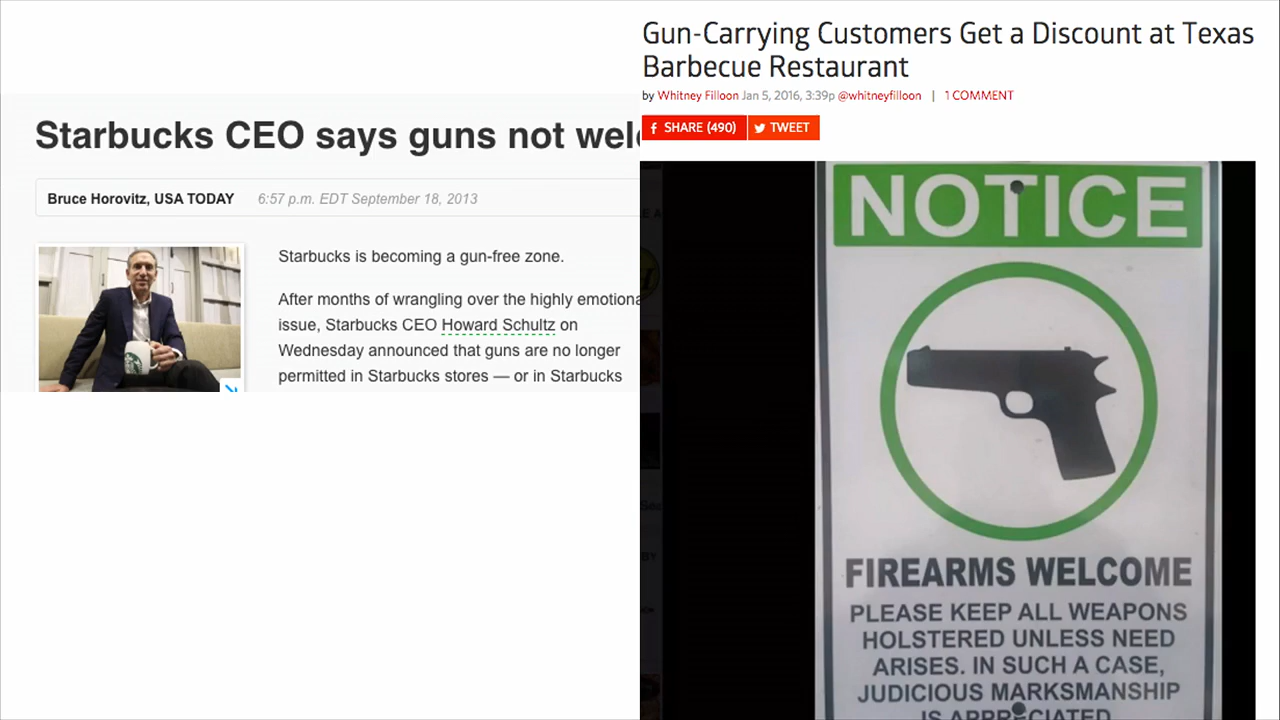 Starbucks CEO says guns not
Bruce Horovitz, USA TODAY 6:57 p.m. EDT September 18, 2013
Starbucks is becoming a gun-free zone.
After months of wrangling over the highly
issue, Starbucks CEO Howard Schultz on
Wednesday announced that guns are no longer
permitted in Starbucks stores — or in Starbucks
Gun-Carrying Customers Get a Discount at Texas
Barbecue Restaurant
by Whitney Filloon Jan 5, 2016, 3:39p @whitneyfilloon | 1 COMMENT
SHARE (490) TWEET
NOTICE
FIREARMS WELCOME
PLEASE KEEP ALL WEAPONS
HOLSTERED UNLESS NEED
ARISES. IN SUCH A CASE,
JUDICIOUS MARKSMANSHIP
IS APPRECIATED